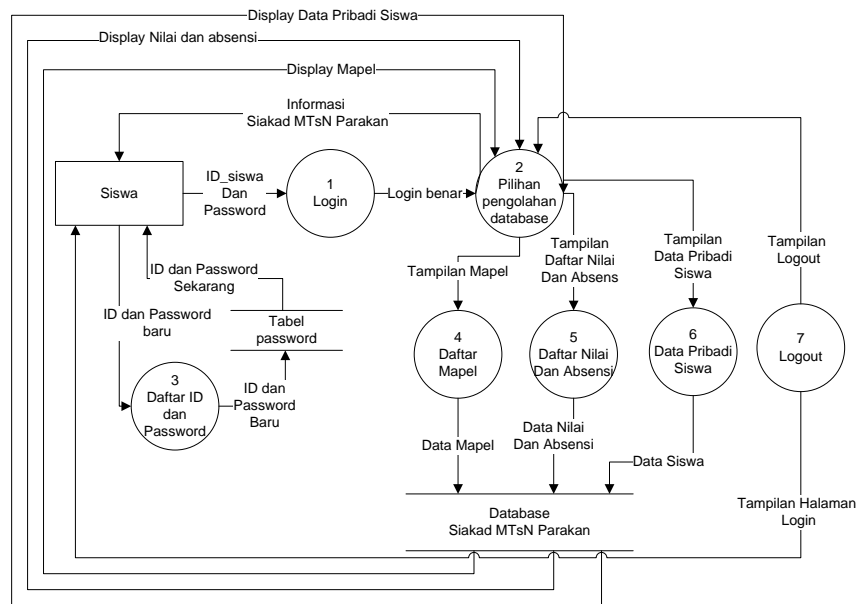 Display Data Pribadi Siswa
Display Nilai dan absensi
Display Mapel
Informasi
Siakad MTsN Parakan
Siswa
ID_siswa
Dan
Password
1
Login
Login benar
2
Pilihan
pengolahan
database
ID dan Password
Sekarang
ID dan Password
baru
Tabel
password
3
Daftar ID
dan
Password
ID dan
Password
Baru
Tampilan Mapel
Tampilan
Daftar Nilai
Dan Absens
Tampilan
Data Pribadi
Siswa
Tampilan
Logout
4
Daftar
Mapel
5
Daftar Nilai
Dan Absensi
6
Data Pribadi
Siswa
7
Logout
Data Mapel
Data Nilai
Dan Absensi
Data Siswa
Tampilan Halaman
Login
Database
Siakad MTsN Parakan